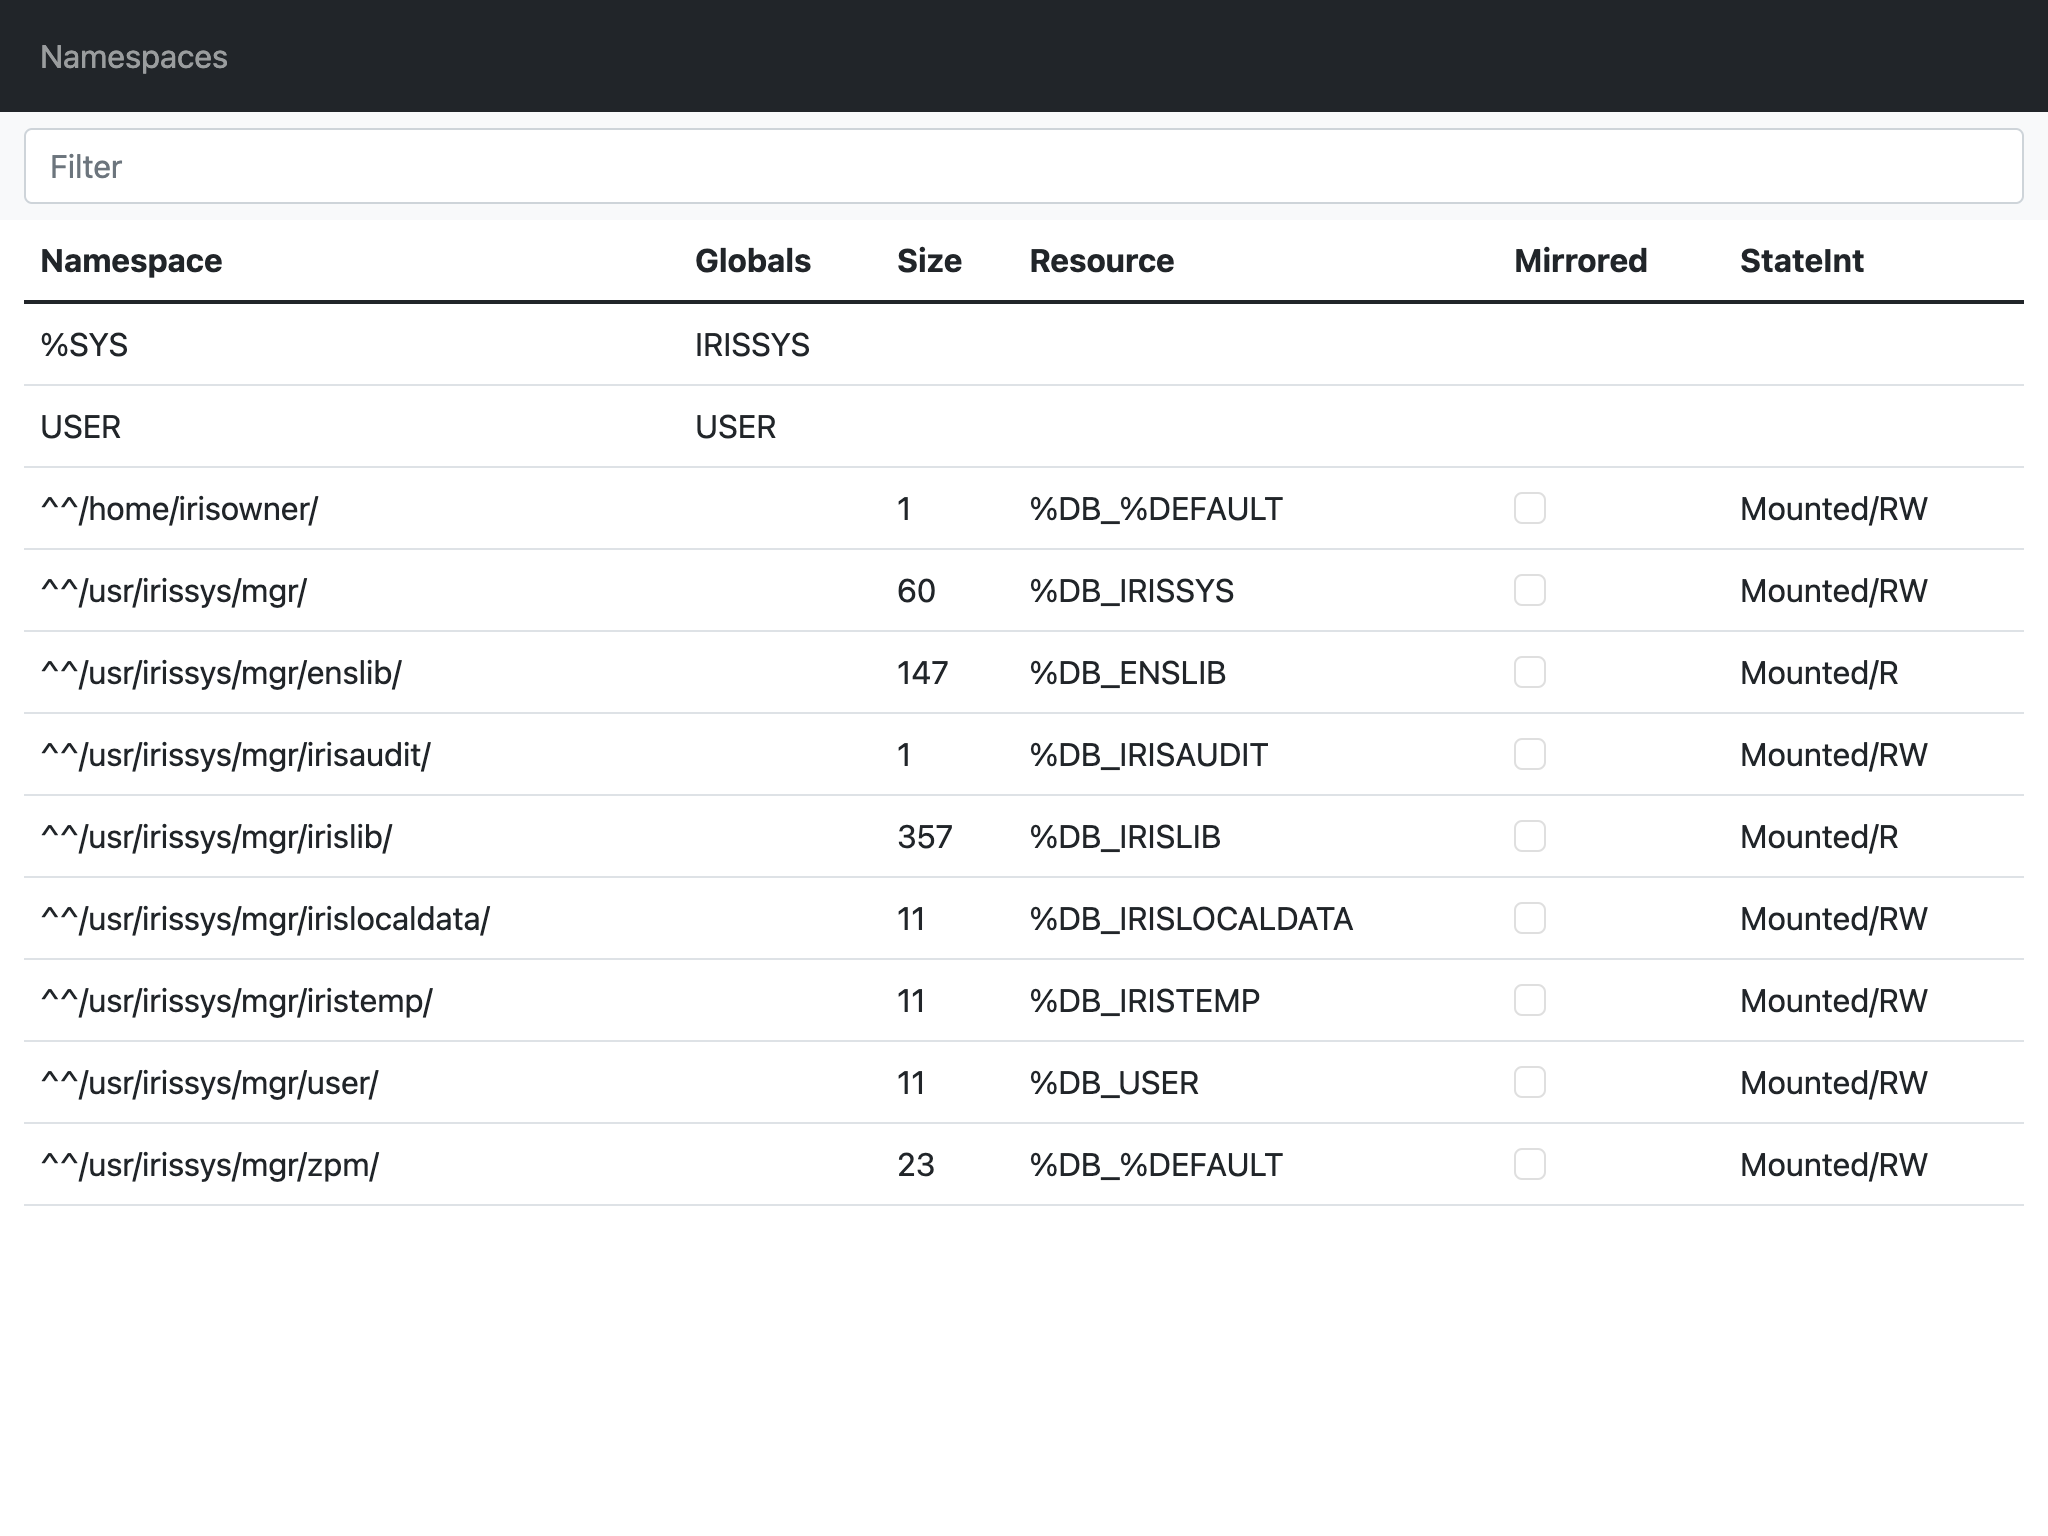 Namespaces
Filter
Namespace Globals Size Resource Mirrored StateInt
%SYS IRISSYS
USER USER
^^/home/irisowner/ 1 %DB_%DEFAULT Mounted/RW
^^/usr/irissys/mgr/ 60 %DB_IRISSYS Mounted/RW
^^/usr/irissys/mgr/enslib/ 147 %DB_ENSLIB Mounted/R
^^/usr/irissys/mgr/irisaudit/ 1 %DB_IRISAUDIT Mounted/RW
^^/usr/irissys/mgr/irislib/ 357 %DB_IRISLIB Mounted/R
^^/usr/irissys/mgr/irislocaldata/ 11 %DB_IRISLOCALDATA Mounted/RW
^^/usr/irissys/mgr/iristemp/ 11 %DB_IRISTEMP Mounted/RW
^^/usr/irissys/mgr/user/ 11 %DB_USER Mounted/RW
^^/usr/irissys/mgr/zpm/ 23 %DB_%DEFAULT Mounted/RW